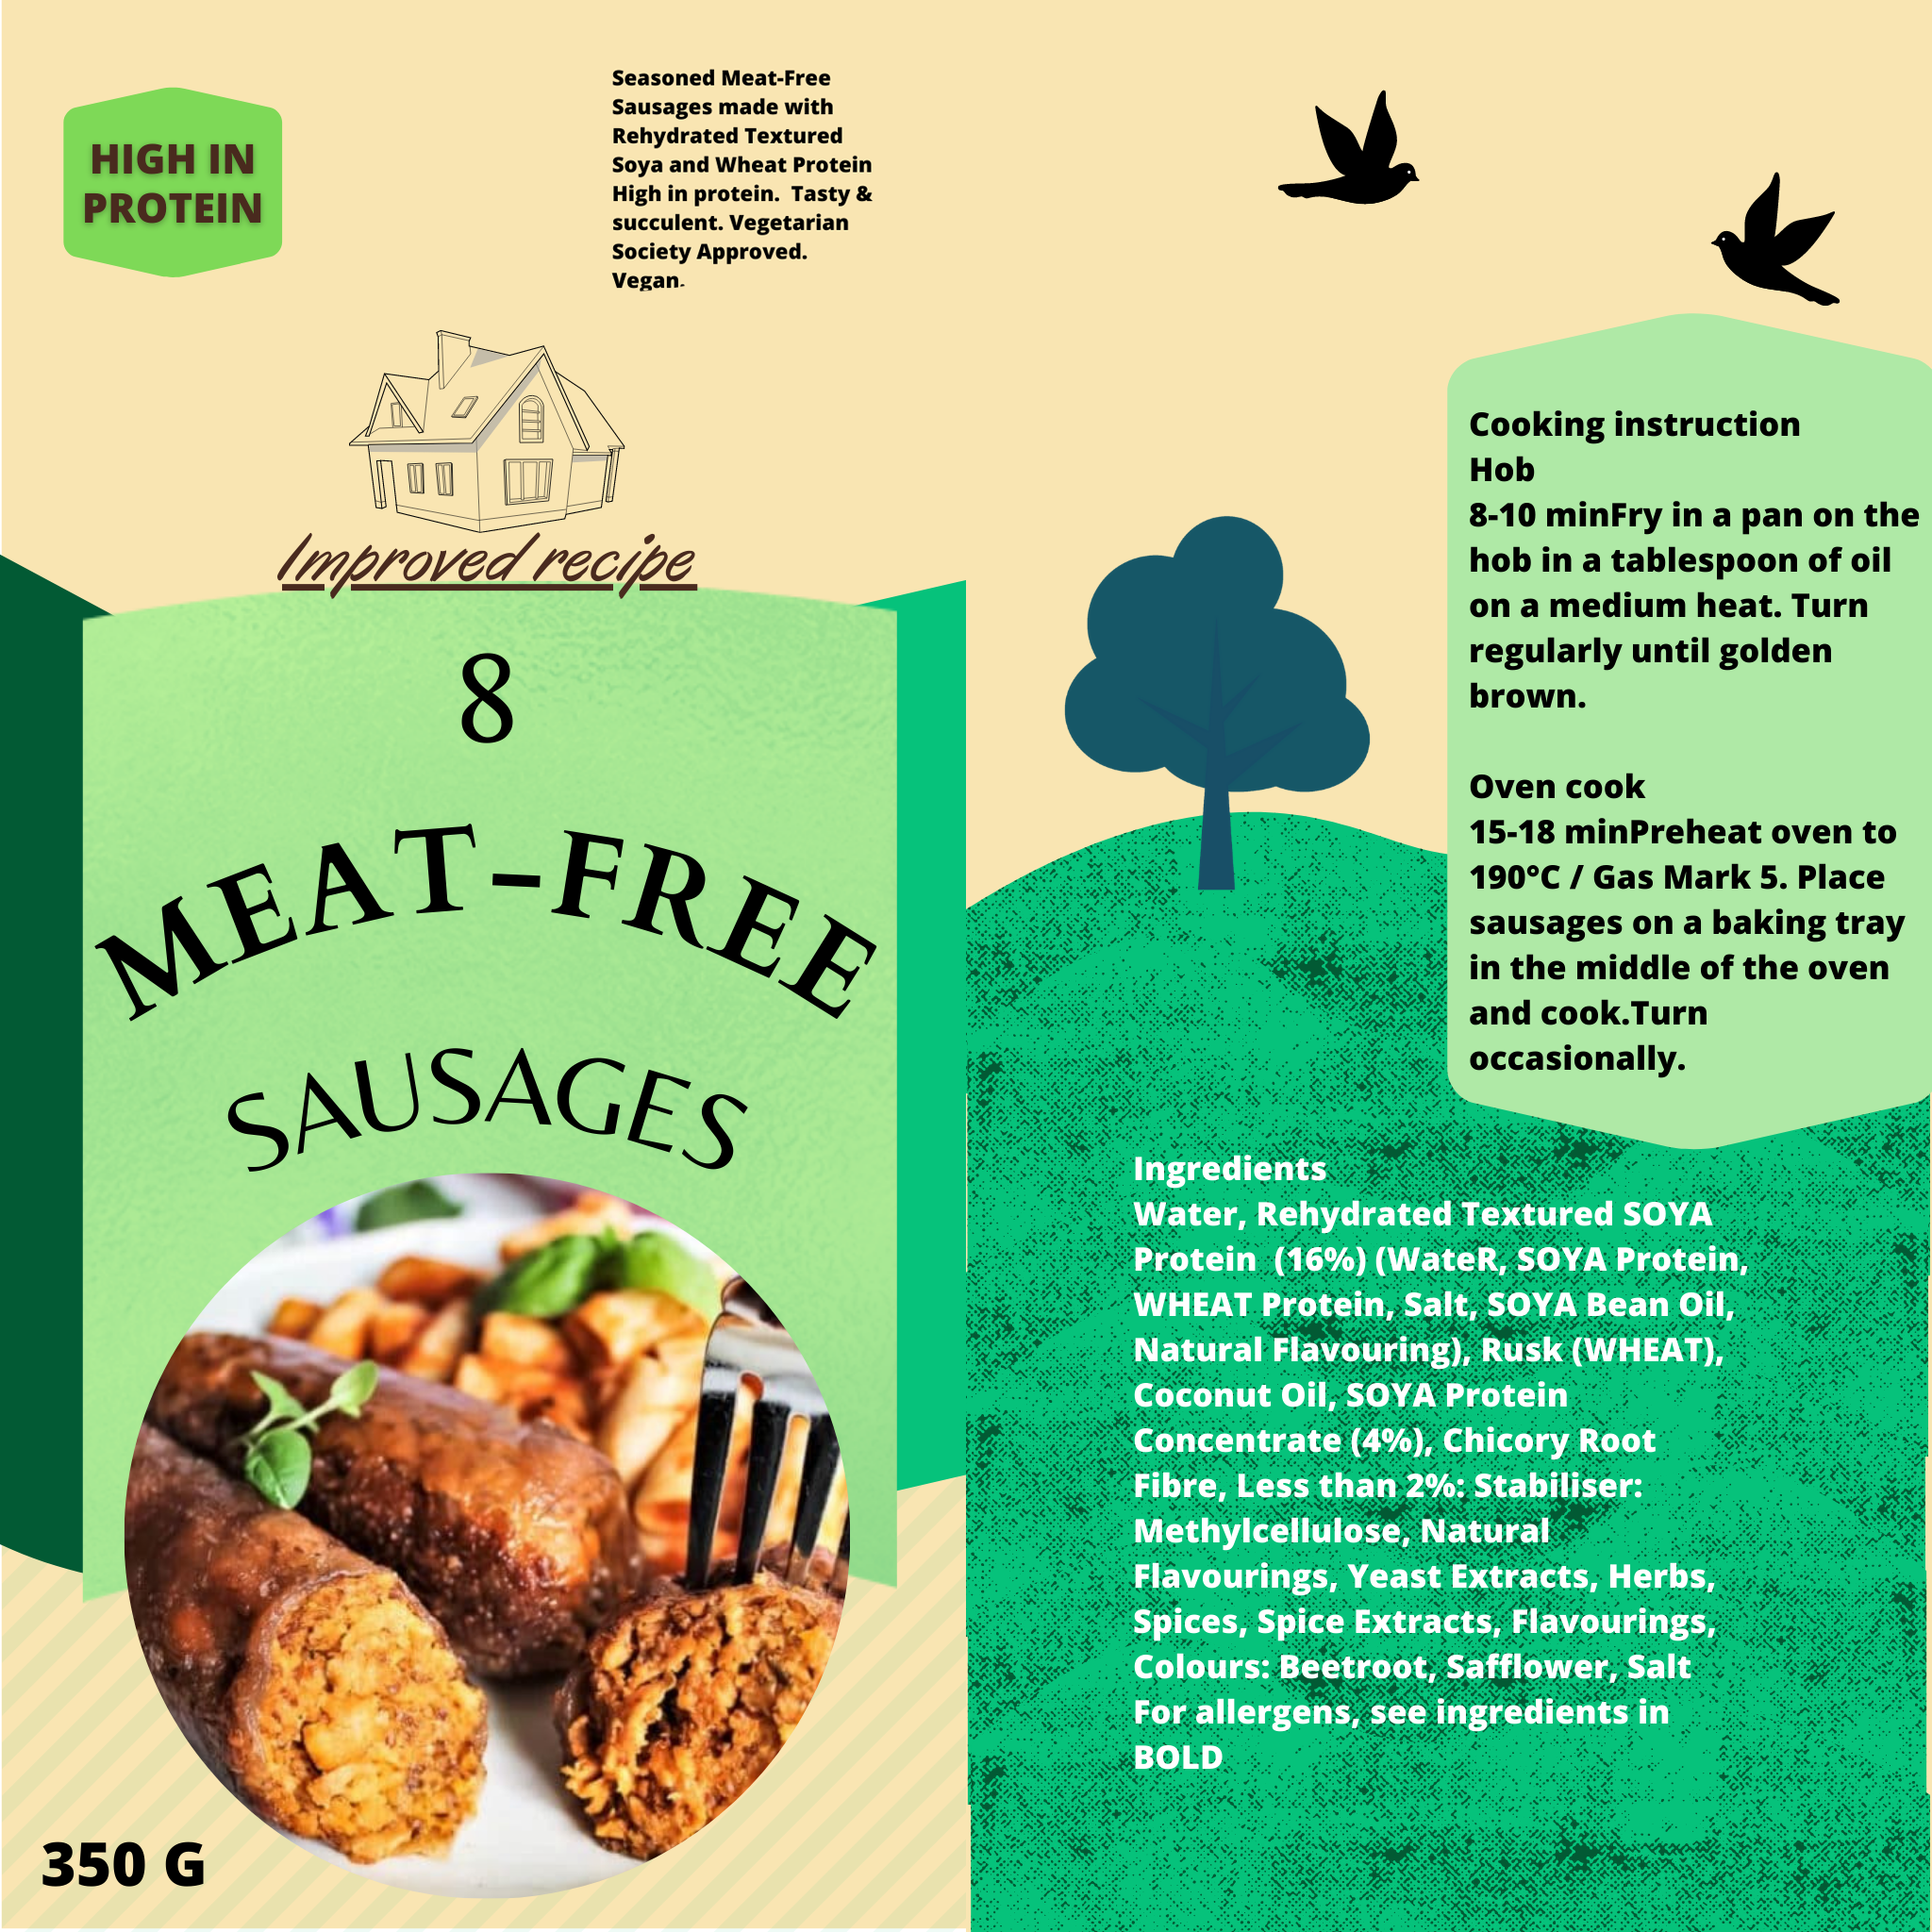 HIGH IN
PROTEIN
Seasoned Meat-Free
Sausages made with
Rehydrated Textured
Soya and Wheat Protein
High in protein.  Tasty &
succulent. Vegetarian
Society Approved.
Vegan.
Improved recipe
8
MEAT-FREE
SAUSAGES
350 G
Cooking instruction
Hob
8-10 minFry in a pan on the
hob in a tablespoon of oil
on a medium heat. Turn
regularly until golden
brown.
Oven cook
15-18 minPreheat oven to
190°C / Gas Mark 5. Place
sausages on a baking tray
in the middle of the oven
and cook.Turn
occasionally.
Ingredients
Water, Rehydrated Textured SOYA
Protein  (16%) (WateR, SOYA Protein,
WHEAT Protein, Salt, SOYA Bean Oil,
Natural Flavouring), Rusk (WHEAT),
Coconut Oil, SOYA Protein
Concentrate (4%), Chicory Root
Fibre, Less than 2%: Stabiliser:
Methylcellulose, Natural
Flavourings, Yeast Extracts, Herbs,
Spices, Spice Extracts, Flavourings,
Colours: Beetroot, Safflower, Salt
For allergens, see ingredients in
BOLD